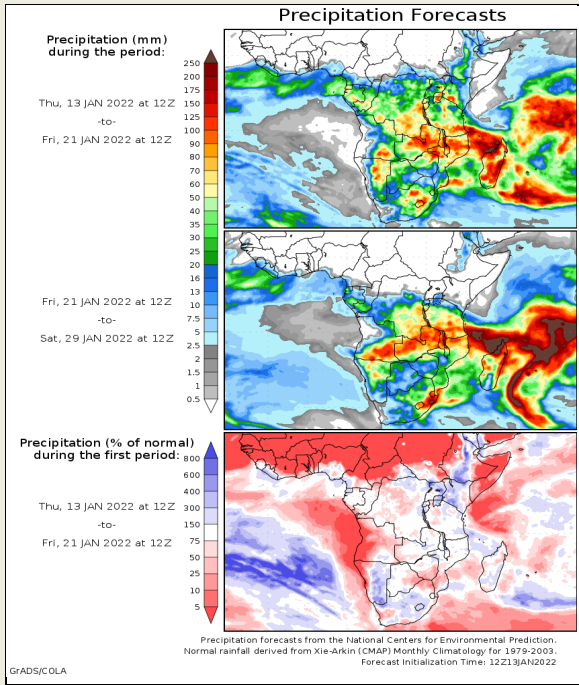 Precipitation Forecasts
Precipitation (mm)
during the period:
Thu, 13 JAN 2022 at 12Z
-to-
Fri, 21 JAN 2022 at 12Z
250
200
175
150
125
100
90
80
70
60
50
40
35
30
25
20
16
13
10
7.5
5
2.5
2
1.5
1
0.5
Fri, 21 JAN 2022 at 12Z
-to-
Sat, 29 JAN 2022 at 12Z
Precipitation (% of normal)
during the first period:
Thu, 13 JAN 2022 at 12Z
-to-
Fri, 21 JAN 2022 at 12Z
800
600
400
300
150
75
50
25
10
5
Precipitation forecasts from the National Centers for Environmental Prediction.
Normal rainfall derived from Xie-Arkin (CMAP) Monthly Climatology for 1979-2003.
Forecast Initialization Time: 12Z13JAN2022
GrADS/COLA